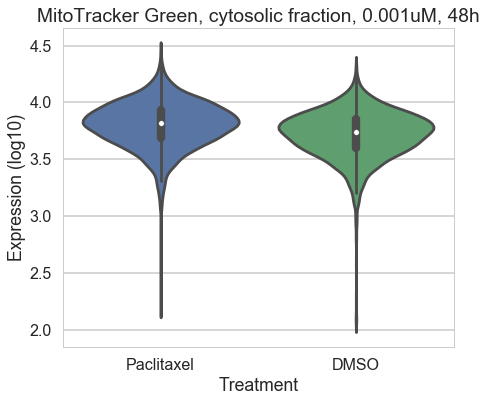 MitoTracker Green, cytosolic fraction, 0.001uM, 48h
Expression (log10)
4.5
4.0
3.5
3.0
2.5
2.0
Paclitaxel
DMSO
Treatment